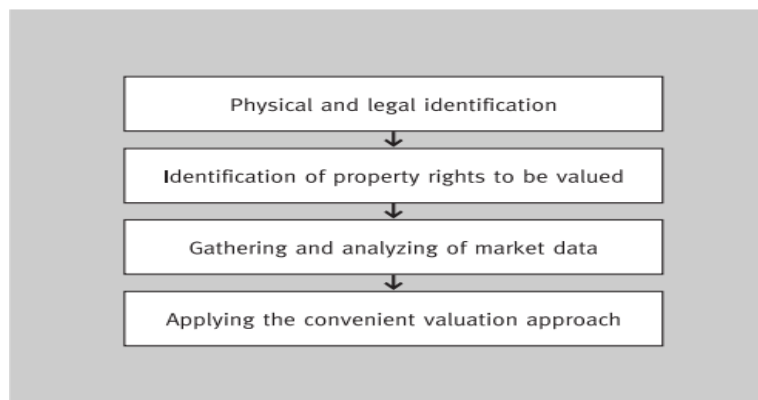 Physical and legal identification
Identification of property rights to be valued
Gathering and analyzing of market data
Applying the convenient valuation approach